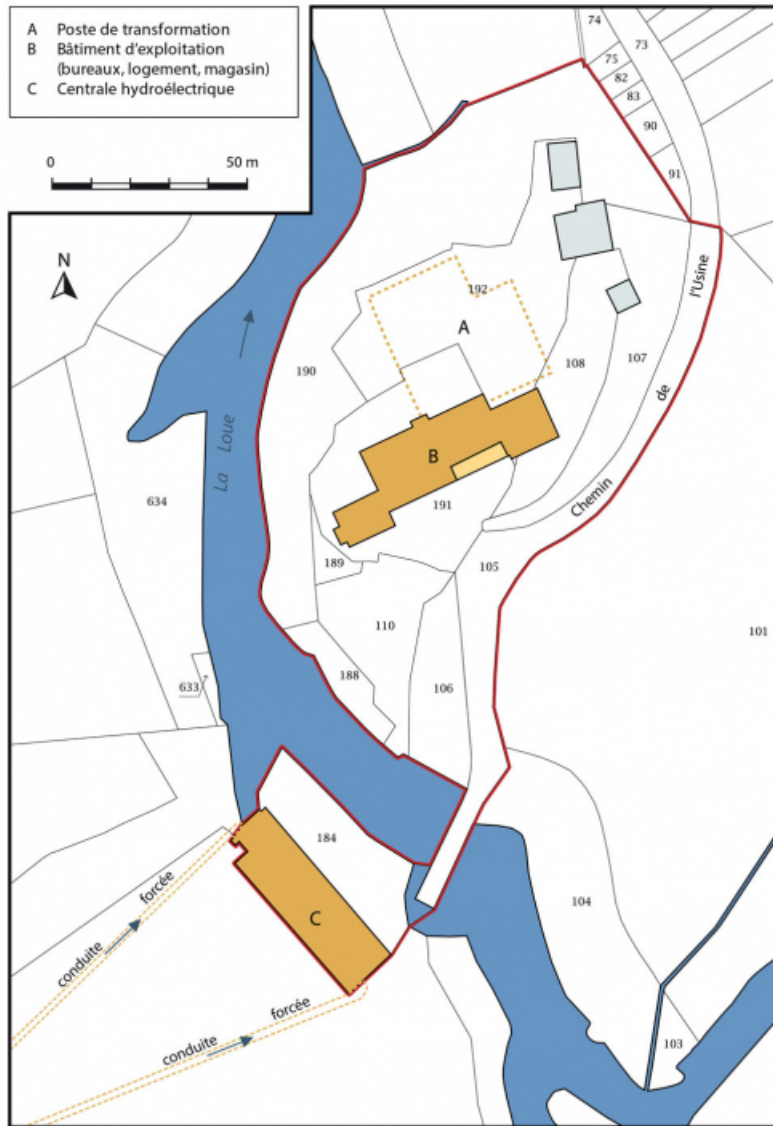 A Poste de transformation
B Bâtiment d'exploitation
(bureaux, logement, magasin)
C Centrale hydroélectrique
0 50 m
N
74
73
75
82
83
90
91
l'Usine
192
A
190
108
107
de
La Loue
B
634
191
Chemin
189
105
110
101
188
106
633
184
forcée
104
C
conduite
forcée
conduite
103